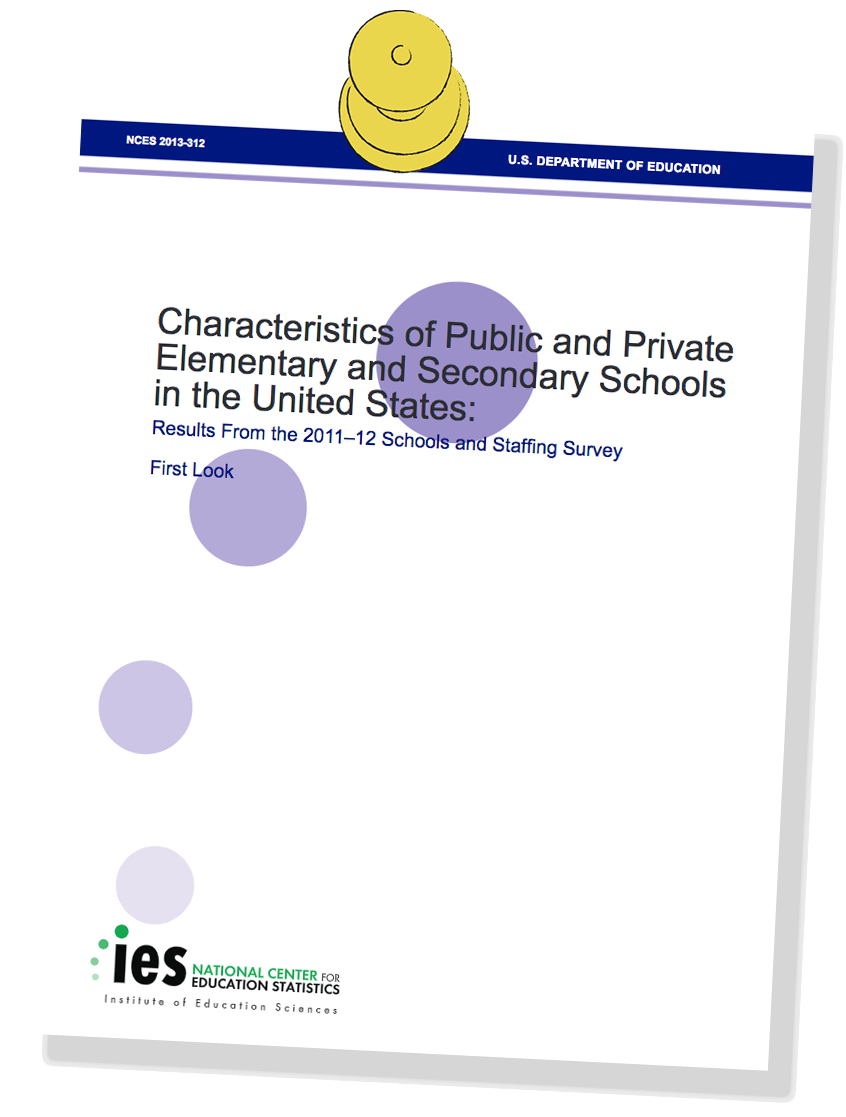 NCES 2013-312
U.S. DEPARTMENT OF EDUCATION
Characteristics of Public and Private
Elementary and Secondary Schools
in the United States:
Results From the 2011–12 Schools and Staffing Survey
First Look
ies
NATIONAL CENTER FOR
EDUCATION STATISTICS
Institute of Education Sciences